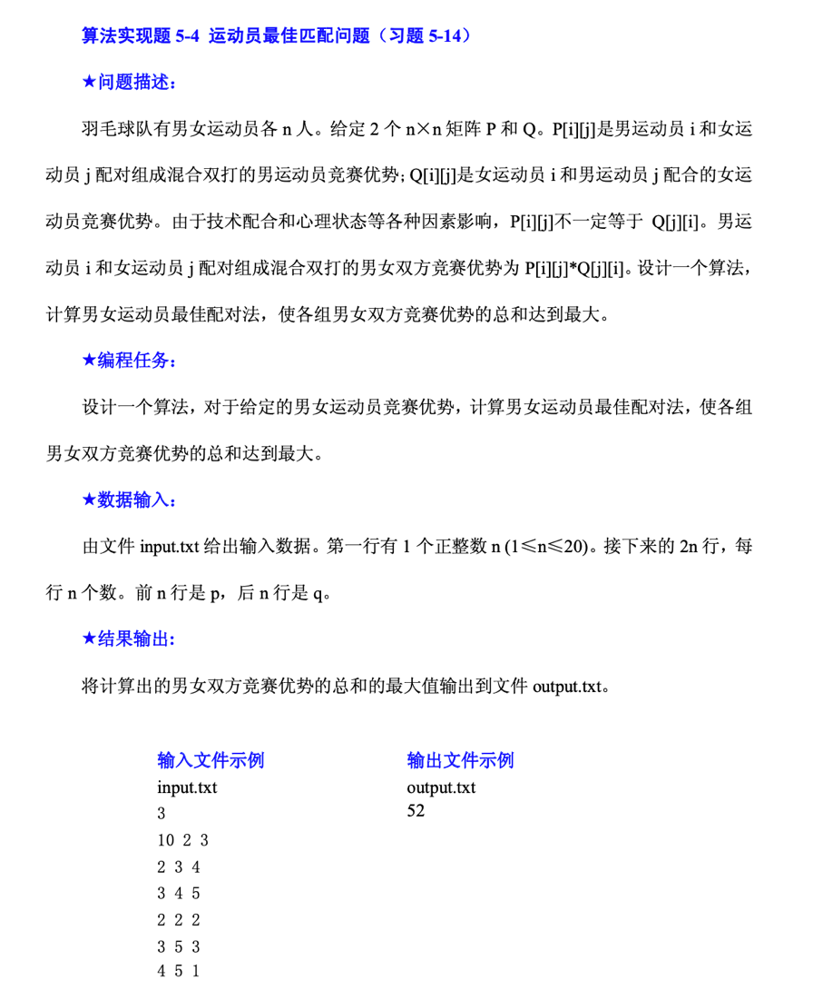 算法实现题 5-4 运动员最佳匹配问题（习题 5-14）
★问题描述：
羽毛球队有男女运动员各 n 人。给定 2 个 n×n 矩阵 P 和 Q。P[i][j]是男运动员 i 和女运
动员 j 配对组成混合双打的男运动员竞赛优势；Q[i][j]是女运动员 i 和男运动员 j 配合的女运
动员竞赛优势。由于技术配合和心理状态等各种因素影响，P[i][j]不一定等于 Q[j][i]。男运
动员 i 和女运动员 j 配对组成混合双打的男女双方竞赛优势为 P[i][j]*Q[j][i]。设计一个算法，
计算男女运动员最佳配对法，使各组男女双方竞赛优势的总和达到最大。
★编程任务：
设计一个算法，对于给定的男女运动员竞赛优势，计算男女运动员最佳配对法，使各组
男女双方竞赛优势的总和达到最大。
★数据输入：
由文件 input.txt 给出输入数据。第一行有 1 个正整数 n (1≤n≤20)。接下来的 2n 行，每
行 n 个数。前 n 行是 p，后 n 行是 q。
★结果输出:
将计算出的男女双方竞赛优势的总和的最大值输出到文件 output.txt。
输入文件示例 输出文件示例
input.txt output.txt
3 52
10 2 3
2 3 4
3 4 5
2 2 2
3 5 3
4 5 1